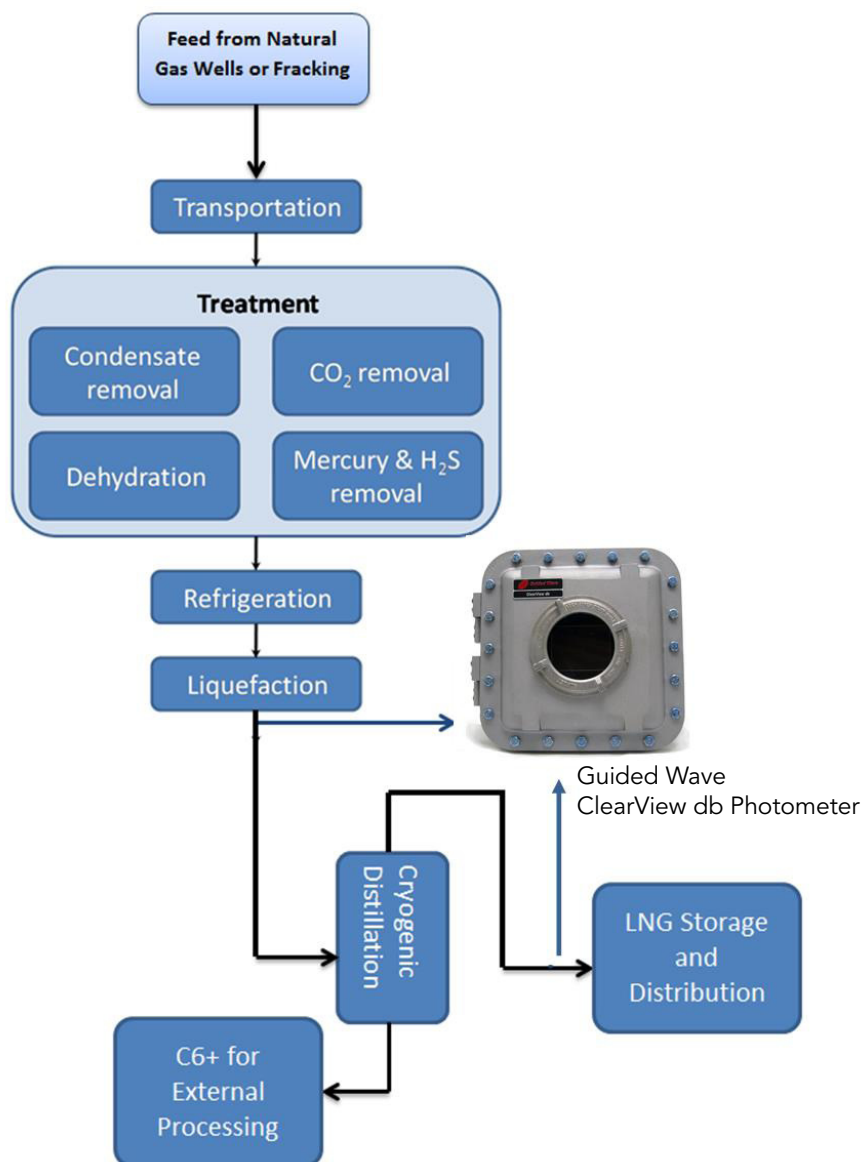 Feed from Natural
Gas Wells or Fracking
Transportation
Treatment
Condensate
removal
CO₂ removal
Dehydration
Mercury & H₂S
removal
Refrigeration
Liquefaction
Guided Wave
ClearView db Photometer
Cryogenic
Distillation
LNG Storage
and
Distribution
C6+ for
External
Processing